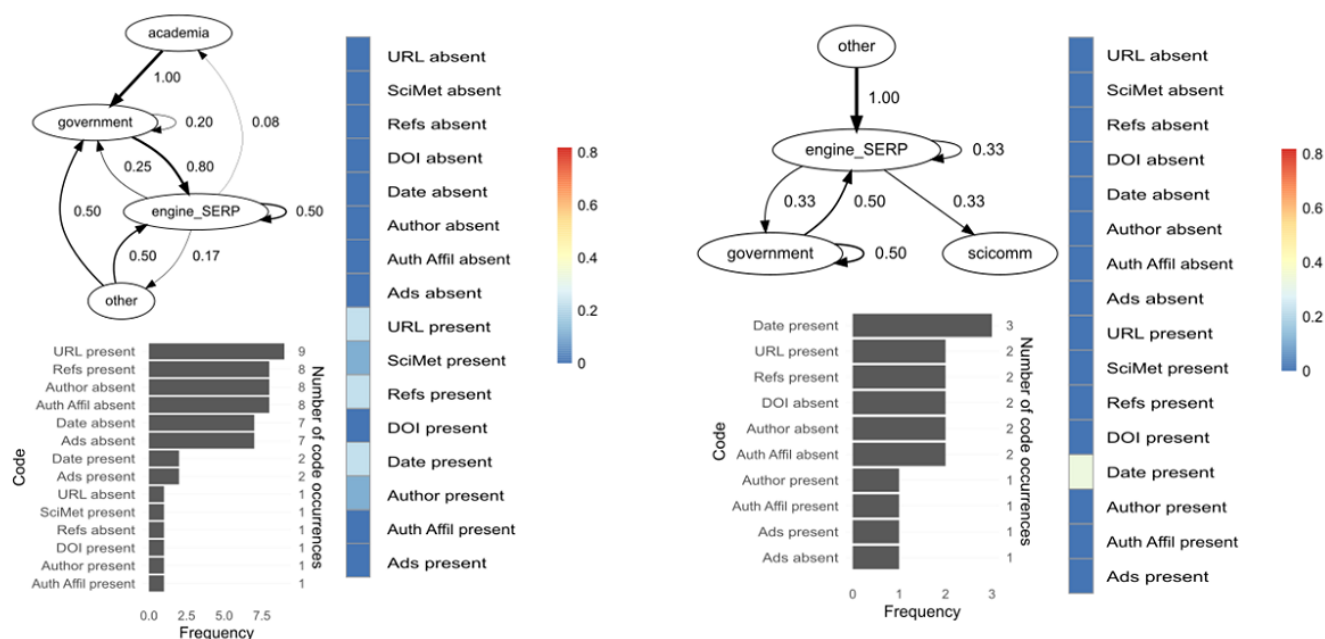 academia
1.00
government
0.20
0.08
0.25
0.80
0.50
engine_SERP
0.50
0.50
0.17
other
URL present
Refs present
Author absent
Auth Affil absent
Date absent
Ads absent
Date present
Ads present
URL absent
SciMet present
Refs absent
DOI present
Author present
Auth Affil present
9
8
8
8
7
7
2
2
1
1
1
1
1
1
Code
Number of code occurrences
0.0 2.5 5.0 7.5
Frequency
URL absent
SciMet absent
Refs absent
DOI absent
Date absent
Author absent
Auth Affil absent
Ads absent
URL present
SciMet present
Refs present
DOI present
Date present
Author present
Auth Affil present
Ads present
0.8
0.6
0.4
0.2
0
other
1.00
engine_SERP
0.33
0.33
0.50
0.33
government
0.50
scicomm
Date present
URL present
Refs present
DOI absent
Author absent
Auth Affil absent
Author present
Auth Affil present
Ads present
Ads absent
3
2
2
2
2
2
1
1
1
1
Code
Number of code occurrences
0 1 2 3
Frequency
URL absent
SciMet absent
Refs absent
DOI absent
Date absent
Author absent
Auth Affil absent
Ads absent
URL present
SciMet present
Refs present
DOI present
Date present
Author present
Auth Affil present
Ads present
0.8
0.6
0.4
0.2
0